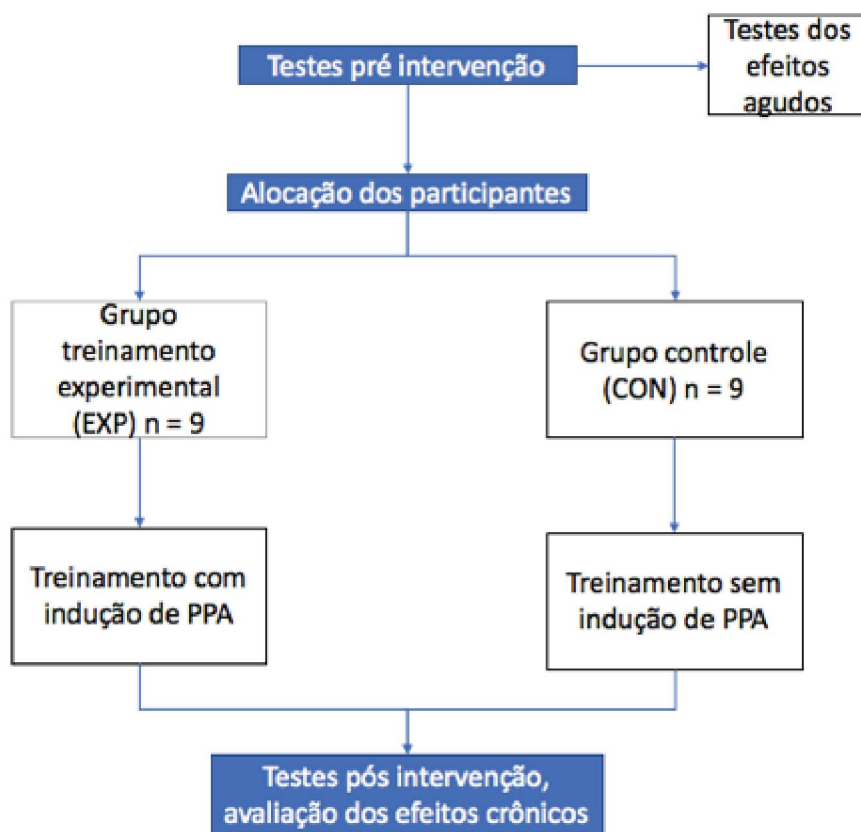 Testes pré intervenção
Testes dos
efeitos
agudos
Alocação dos participantes
Grupo
treinamento
experimental
(EXP) n = 9
Grupo controle
(CON) n = 9
Treinamento com
indução de PPA
Treinamento sem
indução de PPA
Testes pós intervenção,
avaliação dos efeitos crônicos